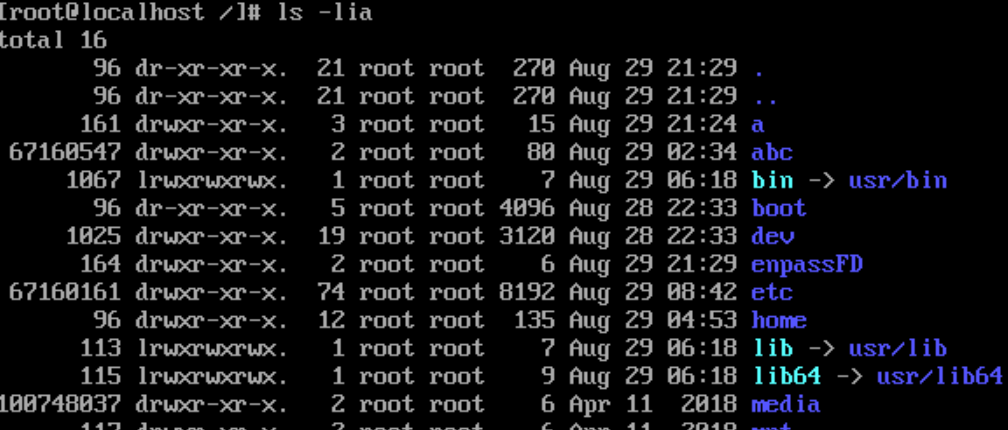 [root@localhost /]# ls -lia
total 16
       96 dr-xr-xr-x.  21 root root  270 Aug 29 21:29 .
       96 dr-xr-xr-x.  21 root root  270 Aug 29 21:29 ..
      161 drwxr-xr-x.   3 root root   15 Aug 29 21:24 a
 67160547 drwxr-xr-x.   2 root root   80 Aug 29 02:34 abc
     1067 lrwxrwxrwx.   1 root root    7 Aug 29 06:18 bin -> usr/bin
       96 dr-xr-xr-x.   5 root root 4096 Aug 28 22:33 boot
     1025 drwxr-xr-x.  19 root root 3120 Aug 28 22:33 dev
      164 drwxr-xr-x.   2 root root    6 Aug 29 21:29 enpassFD
 67160161 drwxr-xr-x.  74 root root 8192 Aug 29 08:42 etc
       96 drwxr-xr-x.  12 root root  135 Aug 29 04:53 home
      113 lrwxrwxrwx.   1 root root    7 Aug 29 06:18 lib -> usr/lib
      115 lrwxrwxrwx.   1 root root    9 Aug 29 06:18 lib64 -> usr/lib64
100748037 drwxr-xr-x.   2 root root    6 Apr 11  2018 media